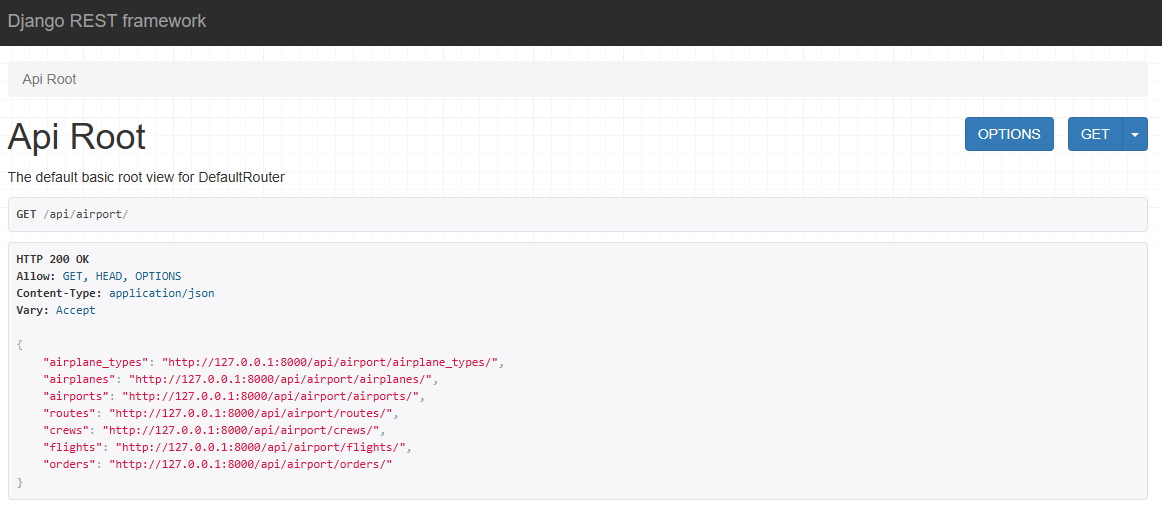 Django REST framework
Api Root
Api Root
OPTIONS
GET
The default basic root view for DefaultRouter
GET /api/airport/
HTTP 200 OK
Allow: GET, HEAD, OPTIONS
Content-Type: application/json
Vary: Accept
{
    "airplane_types": "http://127.0.0.1:8000/api/airport/airplane_types/",
    "airplanes": "http://127.0.0.1:8000/api/airport/airplanes/",
    "airports": "http://127.0.0.1:8000/api/airport/airports/",
    "routes": "http://127.0.0.1:8000/api/airport/routes/",
    "crews": "http://127.0.0.1:8000/api/airport/crews/",
    "flights": "http://127.0.0.1:8000/api/airport/flights/",
    "orders": "http://127.0.0.1:8000/api/airport/orders/"
}